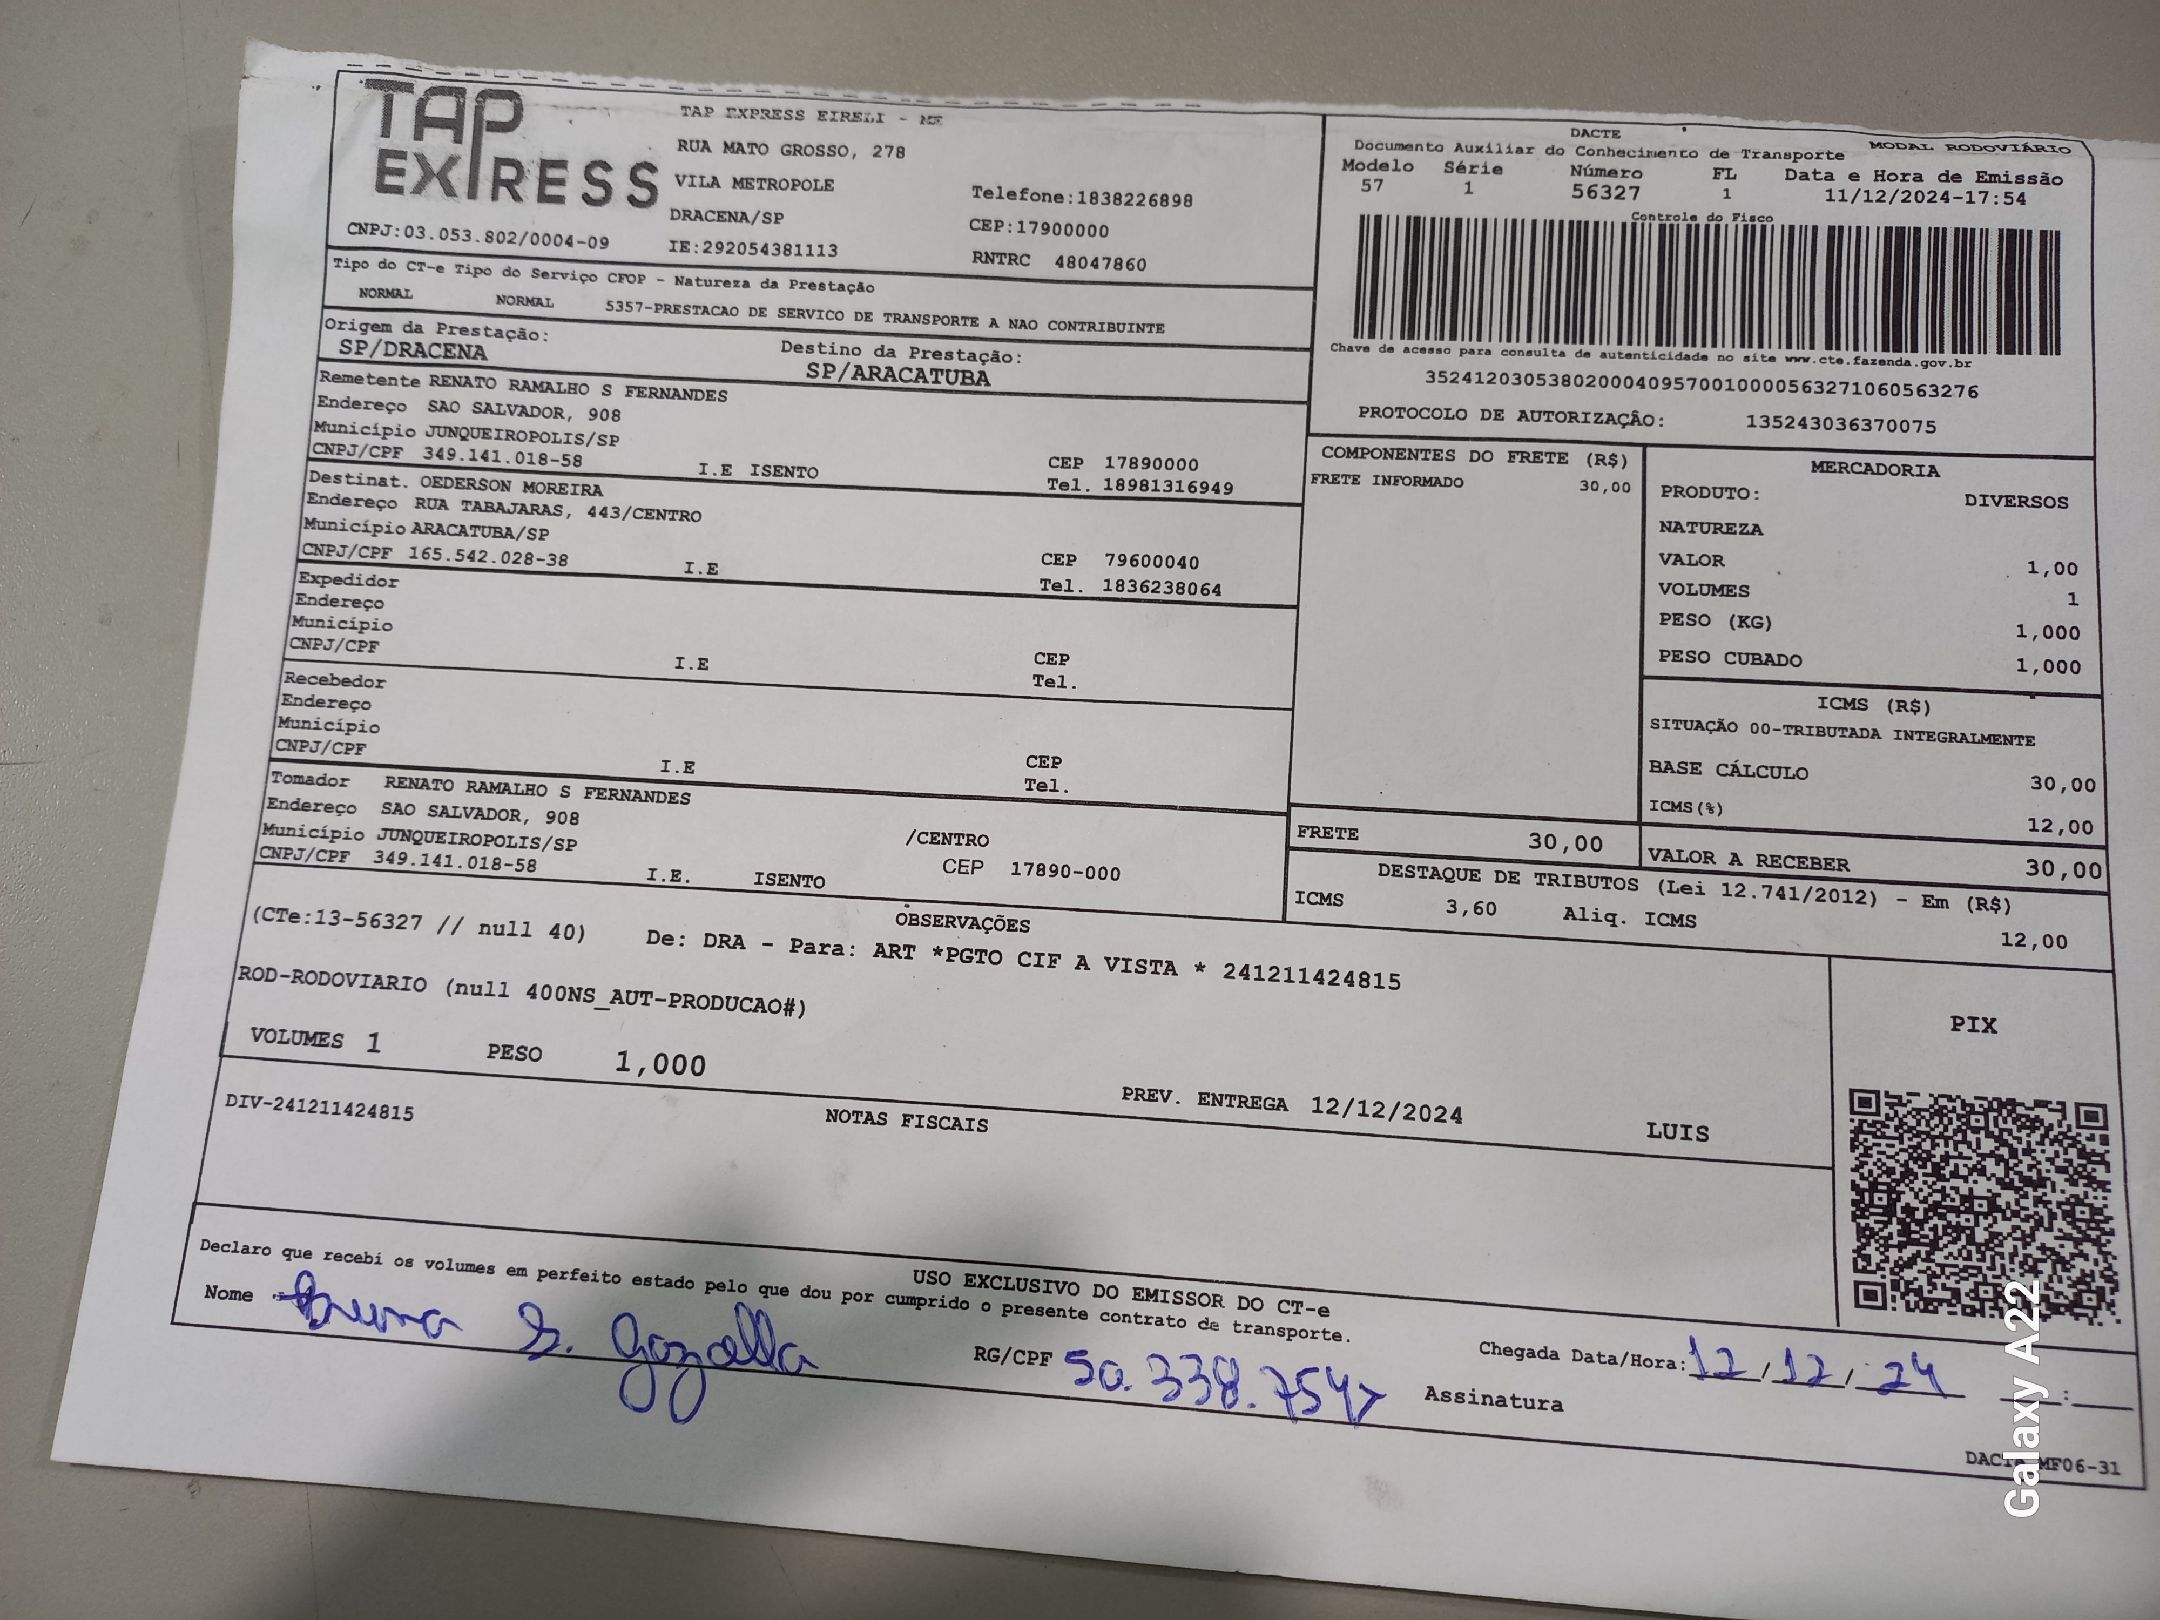 TAP
EXPRESS
CNPJ:03.053.802/0004-09
TAP EXPRESS EIRELI - ME
RUA MATO GROSSO, 278
VILA METROPOLE
DRACENA/SP
IE:292054381113
Telefone:1838226898
CEP:17900000
RNTRC 48047860
DACTE
Documento Auxiliar do Conhecimento de Transporte
MODAL RODOVIÁRIO
Modelo Série Número FL Data e Hora de Emissão
57 1 56327 1 11/12/2024-17:54
Controle do Fisco
Chave de acesso para consulta de autenticidade no site www.cte.fazenda.gov.br
35241203053802000409570010000563271060563276
PROTOCOLO DE AUTORIZAÇÂO: 135243036370075
Tipo do CT-e Tipo do Serviço CFOP - Natureza da Prestação
NORMAL NORMAL 5357-PRESTACAO DE SERVICO DE TRANSPORTE A NAO CONTRIBUINTE
Origem da Prestação: Destino da Prestação:
SP/DRACENA SP/ARACATUBA
Remetente RENATO RAMALHO S FERNANDES
Endereço SAO SALVADOR, 908
Município JUNQUEIROPOLIS/SP CEP 17890000
CNPJ/CPF 349.141.018-58 I.E ISENTO Tel. 18981316949
Destinat. OEDERSON MOREIRA
Endereço RUA TABAJARAS, 443/CENTRO
Município ARACATUBA/SP CEP 79600040
CNPJ/CPF 165.542.028-38 I.E Tel. 1836238064
Expedidor
Endereço
Município CEP
CNPJ/CPF I.E Tel.
Recebedor
Endereço
Município CEP
CNPJ/CPF I.E Tel.
Tomador RENATO RAMALHO S FERNANDES
Endereço SAO SALVADOR, 908 /CENTRO
Município JUNQUEIROPOLIS/SP CEP 17890-000
CNPJ/CPF 349.141.018-58 I.E. ISENTO
COMPONENTES DO FRETE (R$)
FRETE INFORMADO 30,00
MERCADORIA
PRODUTO: DIVERSOS
NATUREZA
VALOR 1,00
VOLUMES 1
PESO (KG) 1,000
PESO CUBADO 1,000
ICMS (R$)
SITUAÇÃO 00-TRIBUTADA INTEGRALMENTE
BASE CÁLCULO 30,00
ICMS(%) 12,00
FRETE 30,00
VALOR A RECEBER 30,00
DESTAQUE DE TRIBUTOS (Lei 12.741/2012) - Em (R$)
ICMS 3,60 Aliq. ICMS 12,00
OBSERVAÇÕES
(CTe:13-56327 // null 40) De: DRA - Para: ART *PGTO CIF A VISTA * 241211424815
ROD-RODOVIARIO (null 400NS_AUT-PRODUCAO#)
VOLUMES 1 PESO 1,000 PREV. ENTREGA 12/12/2024 LUIS
PIX
NOTAS FISCAIS
DIV-241211424815
USO EXCLUSIVO DO EMISSOR DO CT-e
Declaro que recebi os volumes em perfeito estado pelo que dou por cumprido o presente contrato de transporte.
Nome Bruna S. RG/CPF 50.338.754 Assinatura
Chegada Data/Hora: 12 / 12 / 24 :
DACTE MF06-31
Galaxy A22